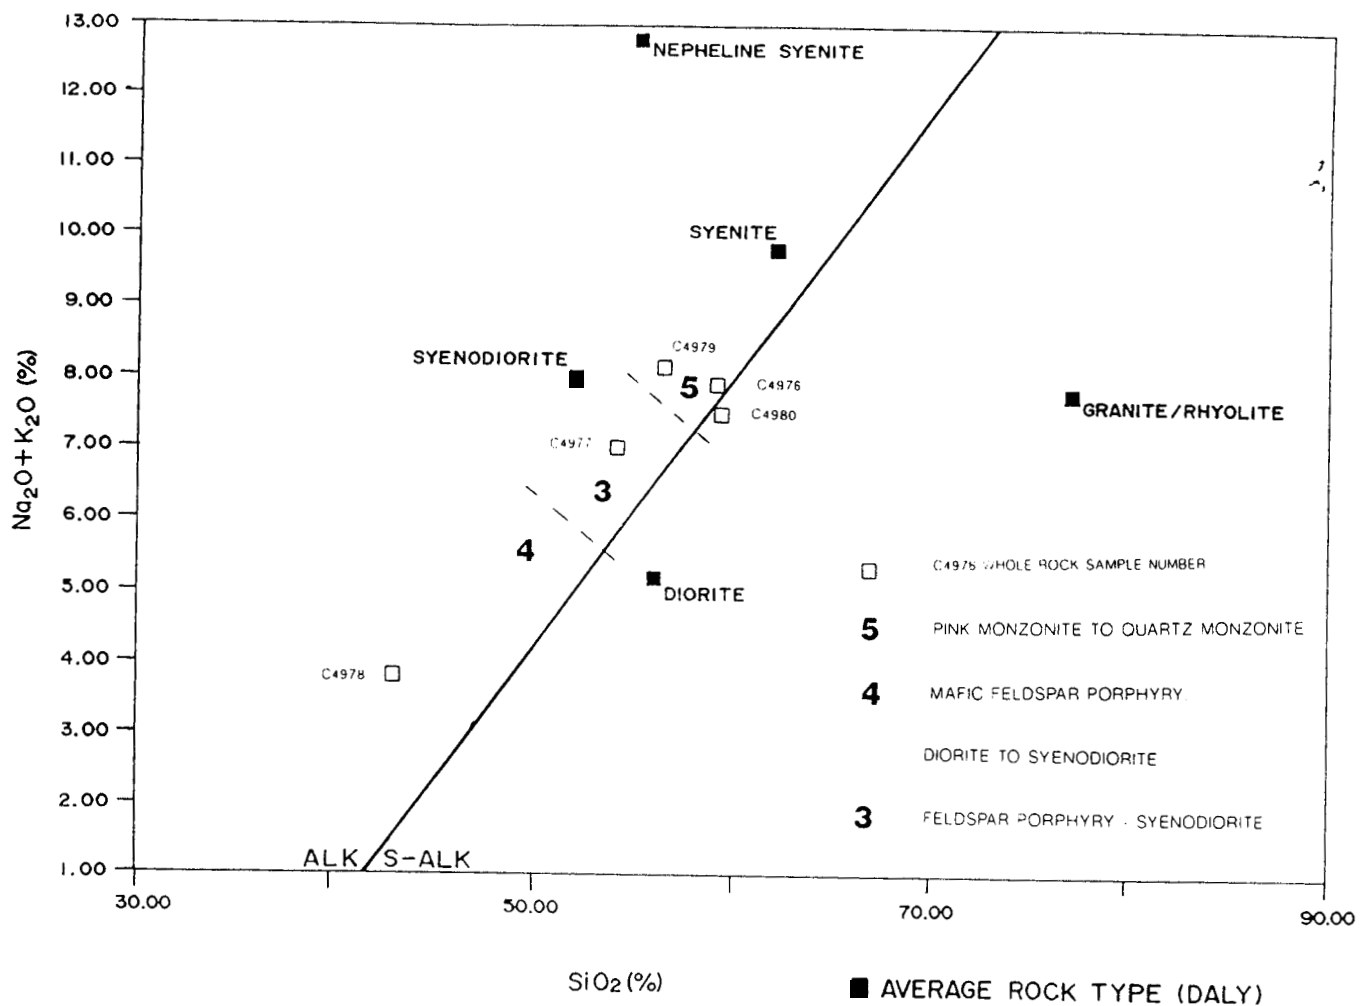 13.00
NEPHELINE SYENITE
12.00
11.00
10.00
SYENITE
9.00
C4979
SYENODIORITE
8.00
5
C4976
C4980
GRANITE/RHYOLITE
7.00
C4977
3
6.00
4
5.00
DIORITE
4.00
C4978
3.00
2.00
1.00
ALK S-ALK
Na2O+K2O (%)
30.00 50.00 70.00 90.00
SiO2 (%)
C4976 WHOLE ROCK SAMPLE NUMBER
5 PINK MONZONITE TO QUARTZ MONZONITE
4 MAFIC FELDSPAR PORPHYRY
DIORITE TO SYENODIORITE
3 FELDSPAR PORPHYRY - SYENODIORITE
AVERAGE ROCK TYPE (DALY)